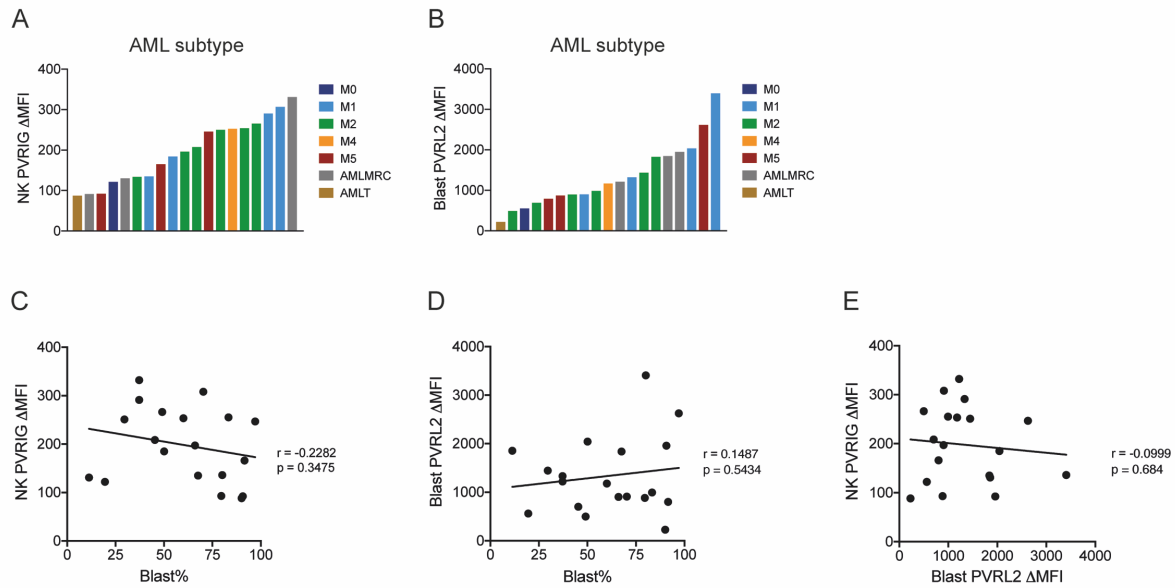 A
AML subtype
NK PVRIG ΔMFI
400
300
200
100
0
M0
M1
M2
M4
M5
AMLMRC
AMLT
B
AML subtype
Blast PVRL2 ΔMFI
4000
3000
2000
1000
0
M0
M1
M2
M4
M5
AMLMRC
AMLT
C
NK PVRIG ΔMFI
400
300
200
100
0
0 25 50 75 100
Blast%
r = -0.2282
p = 0.3475
D
Blast PVRL2 ΔMFI
4000
3000
2000
1000
0
0 25 50 75 100
Blast%
r = 0.1487
p = 0.5434
E
NK PVRIG ΔMFI
400
300
200
100
0
0 1000 2000 3000 4000
Blast PVRL2 ΔMFI
r = -0.0999
p = 0.684